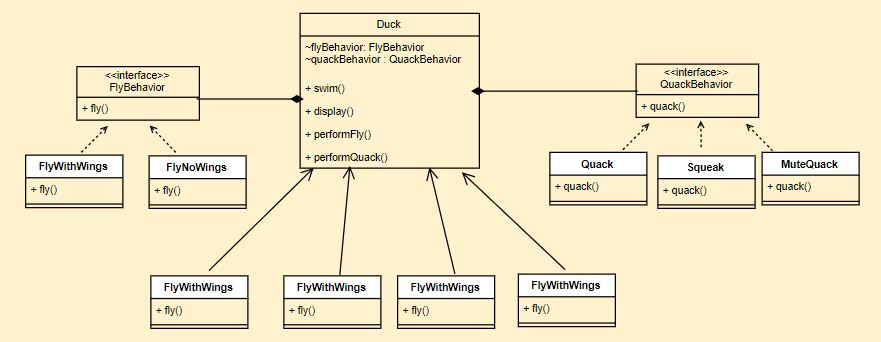 Duck
~flyBehavior: FlyBehavior
~quackBehavior : QuackBehavior
+ swim()
+ display()
+ performFly()
+ performQuack()
<<interface>>
FlyBehavior
+ fly()
<<interface>>
QuackBehavior
+ quack()
FlyWithWings
+ fly()
FlyNoWings
+ fly()
Quack
+ quack()
Squeak
+ quack()
MuteQuack
+ quack()
FlyWithWings
+ fly()
FlyWithWings
+ fly()
FlyWithWings
+ fly()
FlyWithWings
+ fly()